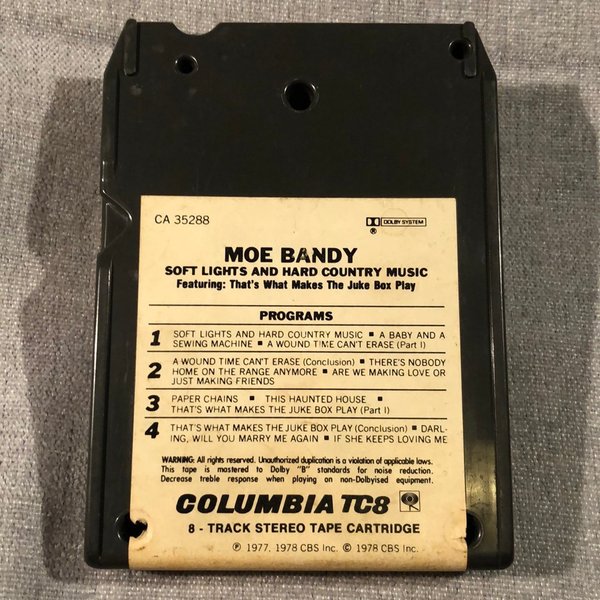 CA 35288
DOLBY SYSTEM
®
MOE BANDY
SOFT LIGHTS AND HARD COUNTRY MUSIC
Featuring: That's What Makes The Juke Box Play
PROGRAMS
1 SOFT LIGHTS AND HARD COUNTRY MUSIC ■ A BABY AND A
SEWING MACHINE ■ A WOUND TIME CAN'T ERASE (Part I)
2 A WOUND TIME CAN'T ERASE (Conclusion) ■ THERE'S NOBODY
HOME ON THE RANGE ANYMORE ■ ARE WE MAKING LOVE OR
JUST MAKING FRIENDS
3 PAPER CHAINS ■ THIS HAUNTED HOUSE ■
THAT'S WHAT MAKES THE JUKE BOX PLAY (Part I)
4 THAT'S WHAT MAKES THE JUKE BOX PLAY (Conclusion) ■ DARL-
ING, WILL YOU MARRY ME AGAIN ■ IF SHE KEEPS LOVING ME
WARNING: All rights reserved. Unauthorized duplication is a violation of applicable laws.
This tape is mastered to Dolby "B" standards for noise reduction.
Decrease treble response when playing on non-Dolbyised equipment.
COLUMBIA TC8
8 - TRACK STEREO TAPE CARTRIDGE
℗ 1977, 1978 CBS Inc. © 1978 CBS Inc.